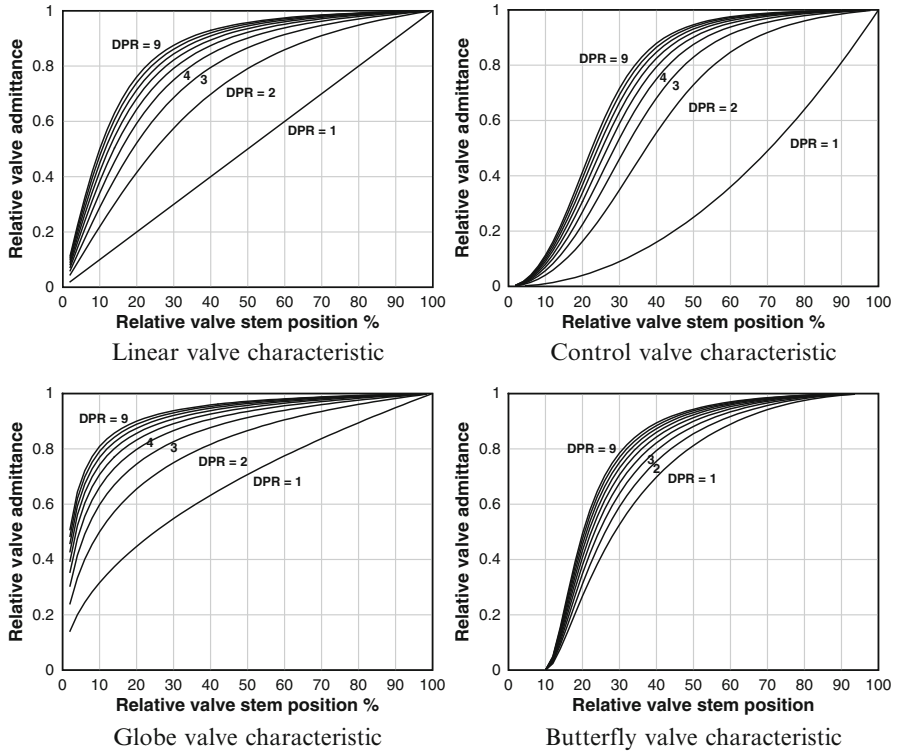 Relative valve admittance
1
0.8
0.6
0.4
0.2
0
DPR = 9
4
3
DPR = 2
DPR = 1
0 10 20 30 40 50 60 70 80 90 100
Relative valve stem position %
Linear valve characteristic
Relative valve admittance
1
0.8
0.6
0.4
0.2
0
DPR = 9
4
3
DPR = 2
DPR = 1
0 10 20 30 40 50 60 70 80 90 100
Relative valve stem position %
Control valve characteristic
Relative valve admittance
1
0.8
0.6
0.4
0.2
0
DPR = 9
4
3
DPR = 2
DPR = 1
0 10 20 30 40 50 60 70 80 90 100
Relative valve stem position %
Globe valve characteristic
Relative valve admittance
1
0.8
0.6
0.4
0.2
0
DPR = 9
3
2
DPR = 1
0 10 20 30 40 50 60 70 80 90 100
Relative valve stem position
Butterfly valve characteristic